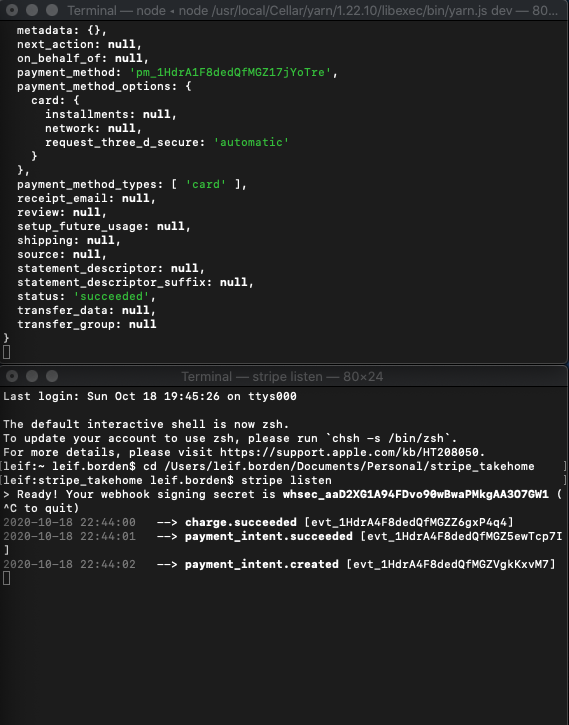 Terminal — node ◂ node /usr/local/Cellar/yarn/1.22.10/libexec/bin/yarn.js dev — 80...
metadata: {},
next_action: null,
on_behalf_of: null,
payment_method: 'pm_1HdrA1F8dedQfMGZ17jYoTre',
payment_method_options: {
card: {
installments: null,
network: null,
request_three_d_secure: 'automatic'
}
},
payment_method_types: [ 'card' ],
receipt_email: null,
review: null,
setup_future_usage: null,
shipping: null,
source: null,
statement_descriptor: null,
statement_descriptor_suffix: null,
status: 'succeeded',
transfer_data: null,
transfer_group: null
}
Terminal — stripe listen — 80×24
Last login: Sun Oct 18 19:45:26 on ttys000
The default interactive shell is now zsh.
To update your account to use zsh, please run `chsh -s /bin/zsh`.
For more details, please visit https://support.apple.com/kb/HT208050.
[leif:~ leif.borden$ cd /Users/leif.borden/Documents/Personal/stripe_takehome ]
[leif:stripe_takehome leif.borden$ stripe listen ]
> Ready! Your webhook signing secret is whsec_aaD2XG1A94FDvo90wBwaPMkgAA3O7GW1 (
^C to quit)
2020-10-18 22:44:00 --> charge.succeeded [evt_1HdrA4F8dedQfMGZZ6gxP4q4]
2020-10-18 22:44:01 --> payment_intent.succeeded [evt_1HdrA4F8dedQfMGZ5ewTcp7I
]
2020-10-18 22:44:02 --> payment_intent.created [evt_1HdrA4F8dedQfMGZVgkKxvM7]